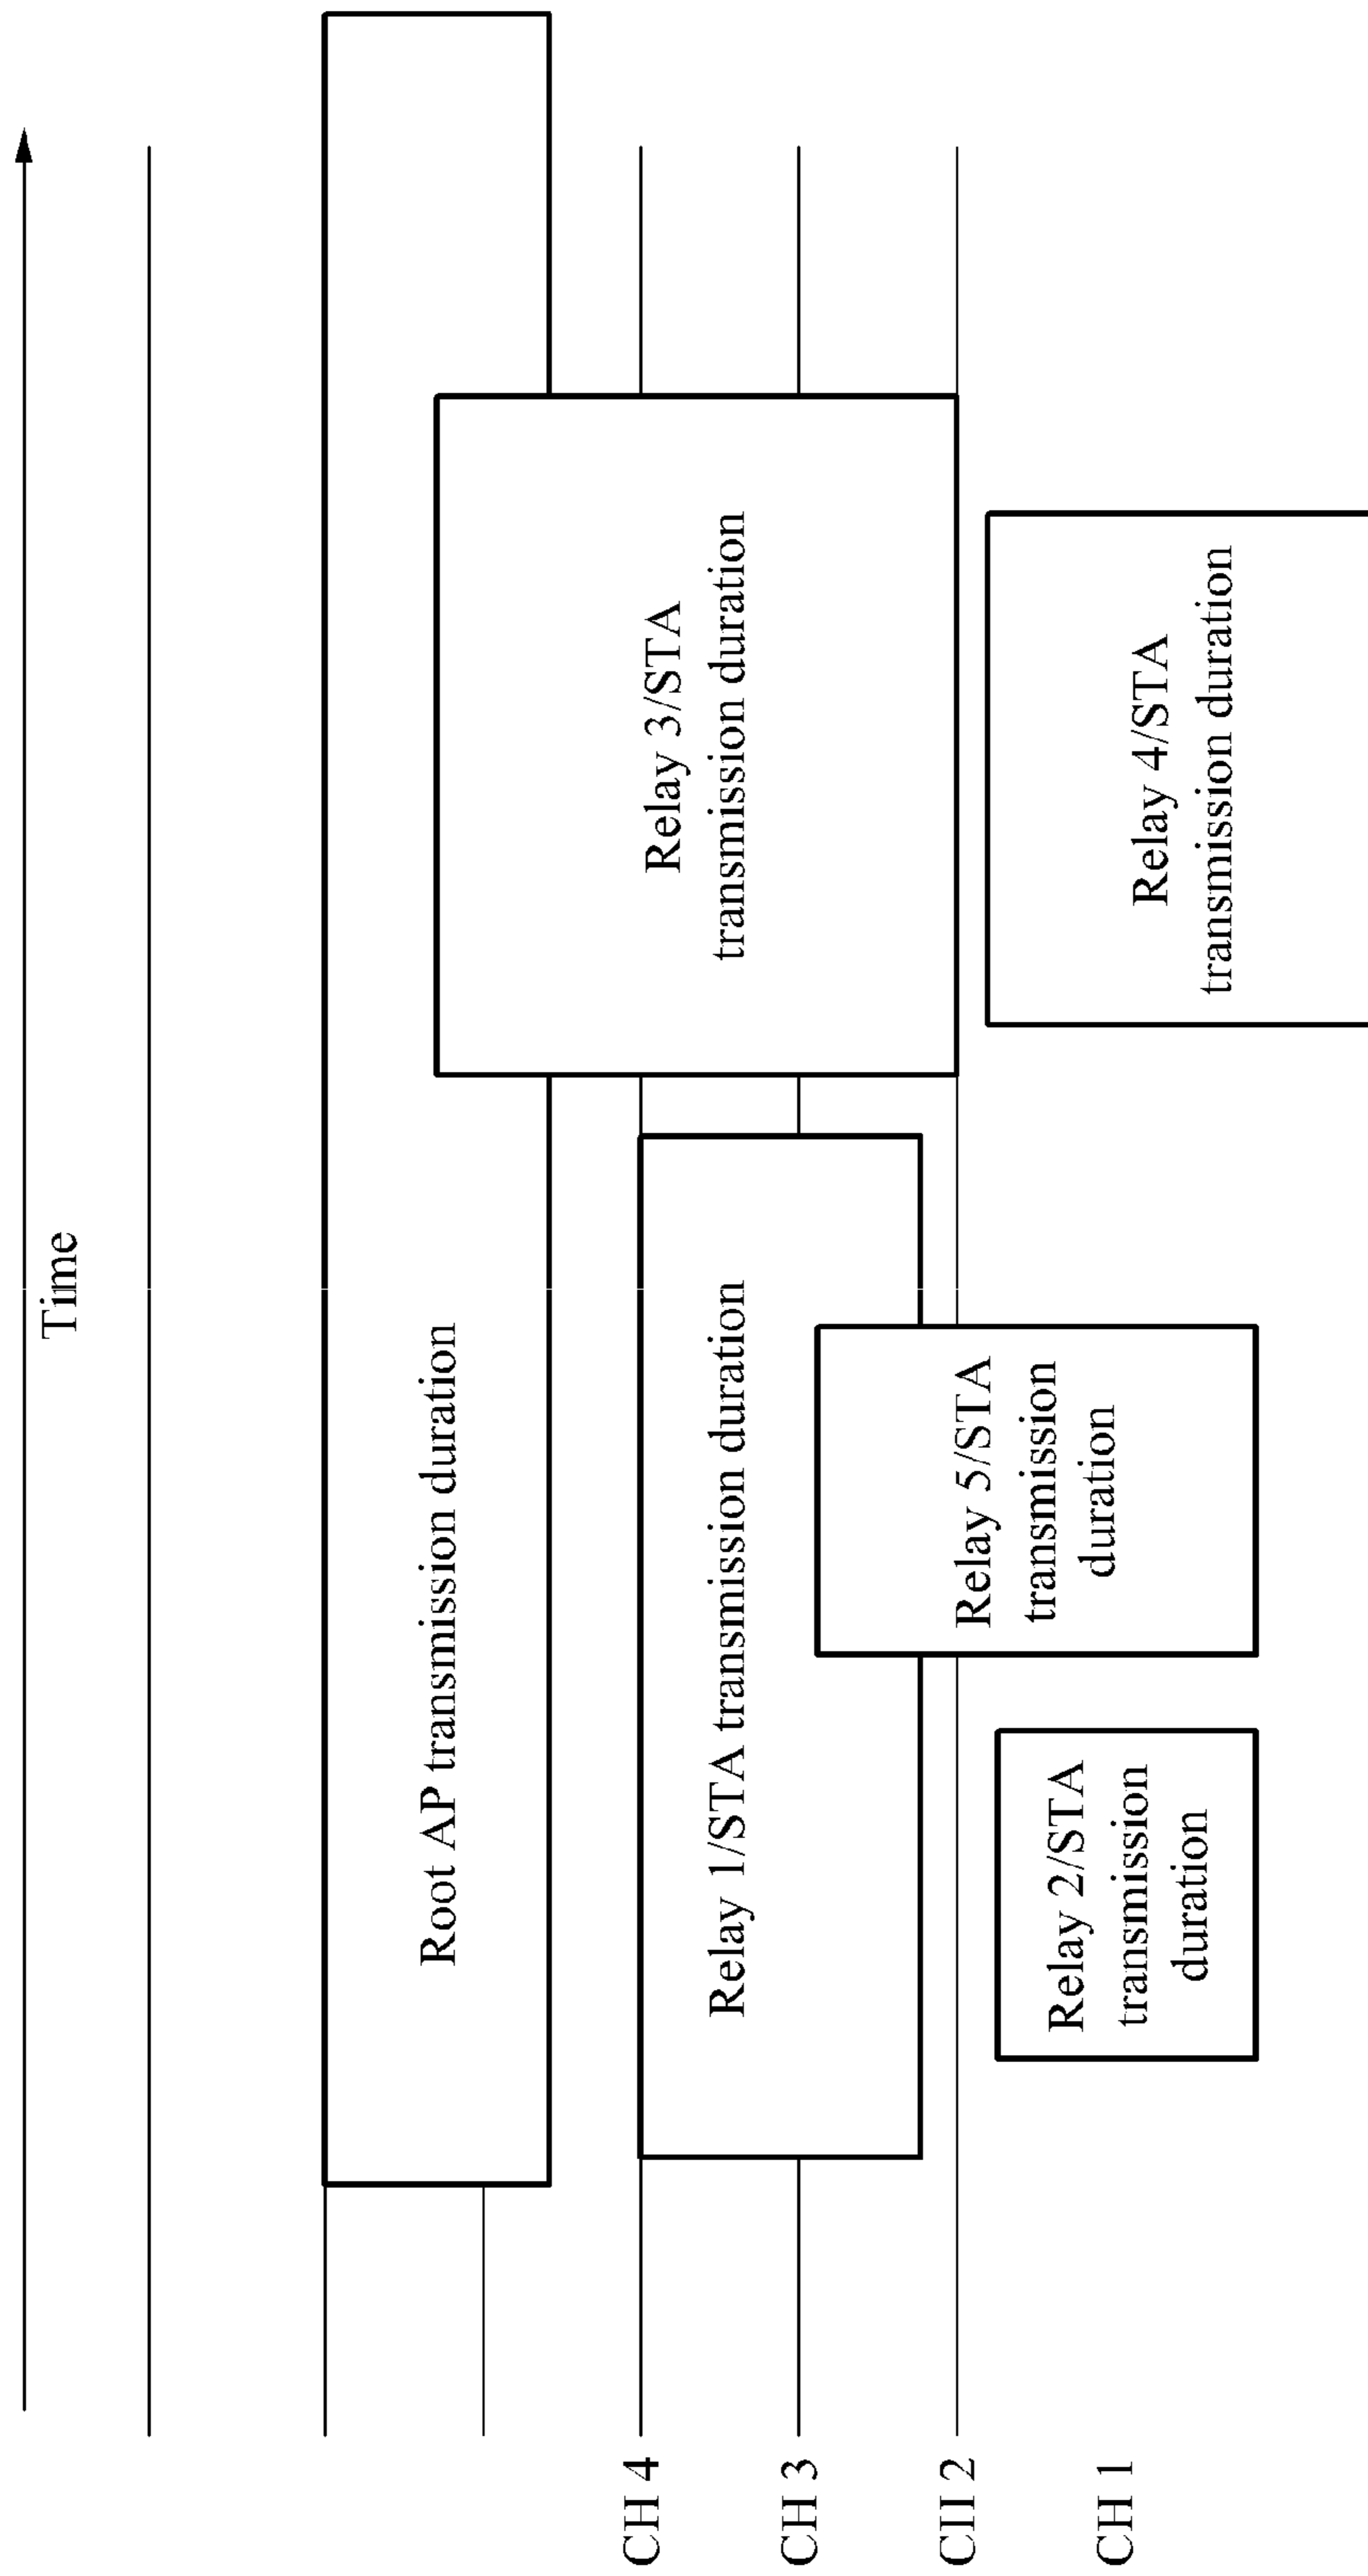 Time
Root AP transmission duration
Relay 1/STA transmission duration
Relay 3/STA
transmission duration
Relay 5/STA
transmission
duration
Relay 2/STA
transmission
duration
Relay 4/STA
transmission duration
CH 4
CH 3
CII 2
CH 1